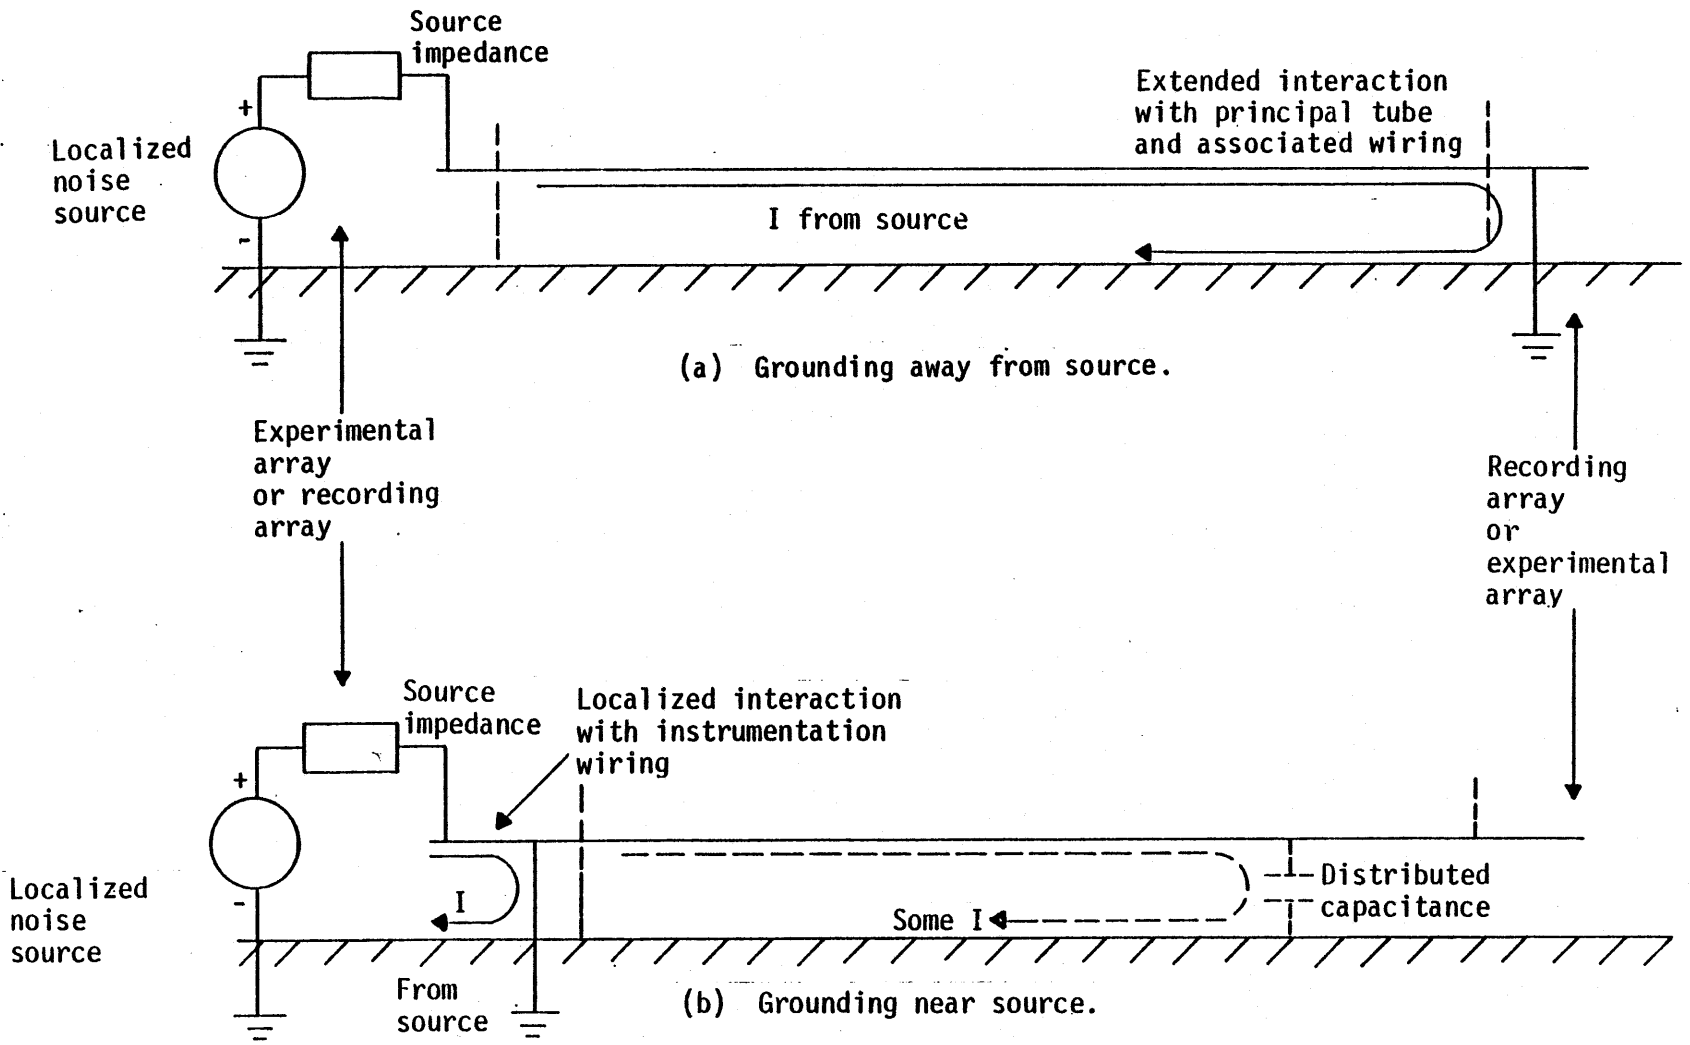 Source
impedance
Extended interaction
with principal tube
and associated wiring
+
Localized
noise
source
-
I from source
(a) Grounding away from source.
Experimental
array
or recording
array
Recording
array
or
experimental
array
Source
impedance
Localized interaction
with instrumentation
wiring
+
Localized
noise
source
-
I
Some I
Distributed
capacitance
From
source
(b) Grounding near source.